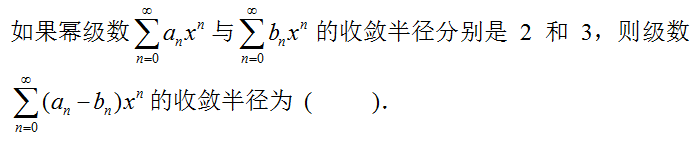 如果幂级数 $\sum_{n=0}^{\infty} a_n x^n$ 与 $\sum_{n=0}^{\infty} b_n x^n$ 的收敛半径分别是 2 和 3，则级数
$\sum_{n=0}^{\infty} (a_n - b_n) x^n$ 的收敛半径为 (　　).